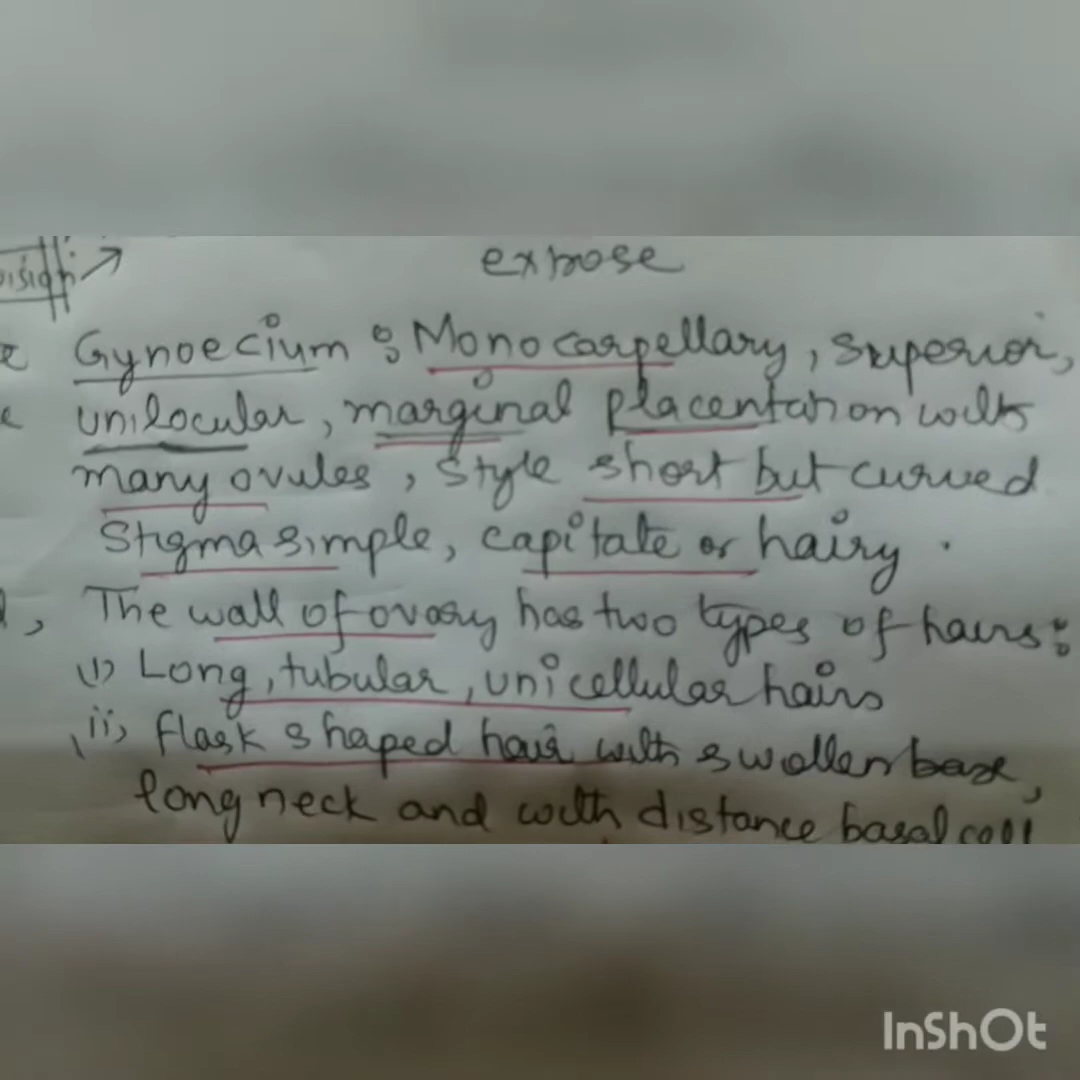 exmose
Gynoecium : Monocarpellary, superior,
unilocular, marginal placentation with
many ovules, style short but curved
Stigma simple, capitate or hairy.
The wall of ovary has two types of hairs:
(i) Long, tubular, unicellular hairs
(ii) flask shaped hair with swollen base,
long neck and with distance basal cell
InShOt